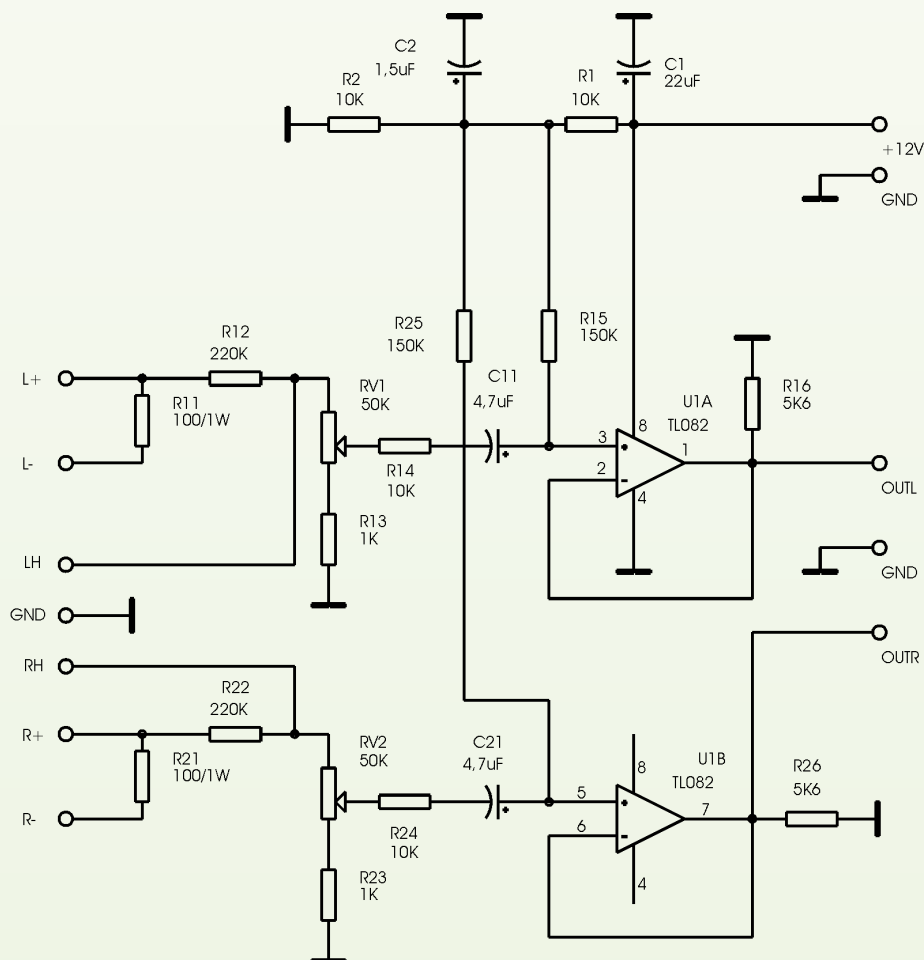 C2
1,5uF
R2
10K
R1
10K
C1
22uF
+12V
GND
R25
150K
R15
150K
R12
220K
L+
R11
100/1W
L-
RV1
50K
C11
4,7uF
R14
10K
U1A
TL082
8
3
2
1
4
R16
5K6
OUTL
R13
1K
LH
GND
GND
RH
OUTR
R22
220K
R+
R21
100/1W
R-
RV2
50K
C21
4,7uF
R24
10K
U1B
TL082
8
5
6
7
4
R26
5K6
R23
1K